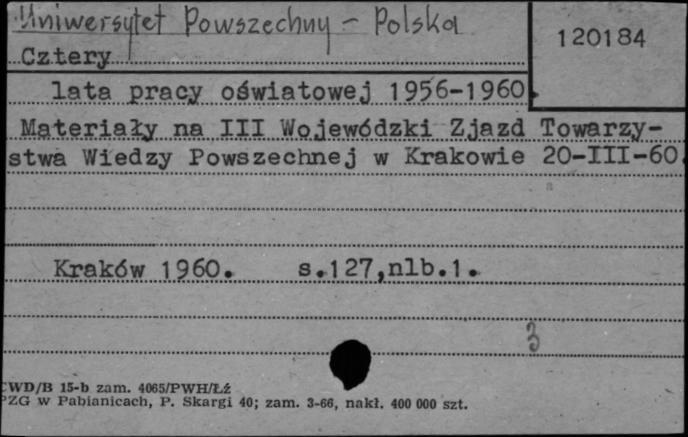 Uniwersytet Powszechny - Polska
120184
Cztery
lata pracy oświatowej 1956-1960.
Materiały na III Wojewódzki Zjazd Towarzy-
stwa Wiedzy Powszechnej w Krakowie 20-III-60.
Kraków 1960. s.127,nlb.1.
3
CWD/B 15-b zam. 4065/PWH/Łź
PZG w Pabianicach, P. Skargi 40; zam. 3-66, nakł. 400 000 szt.